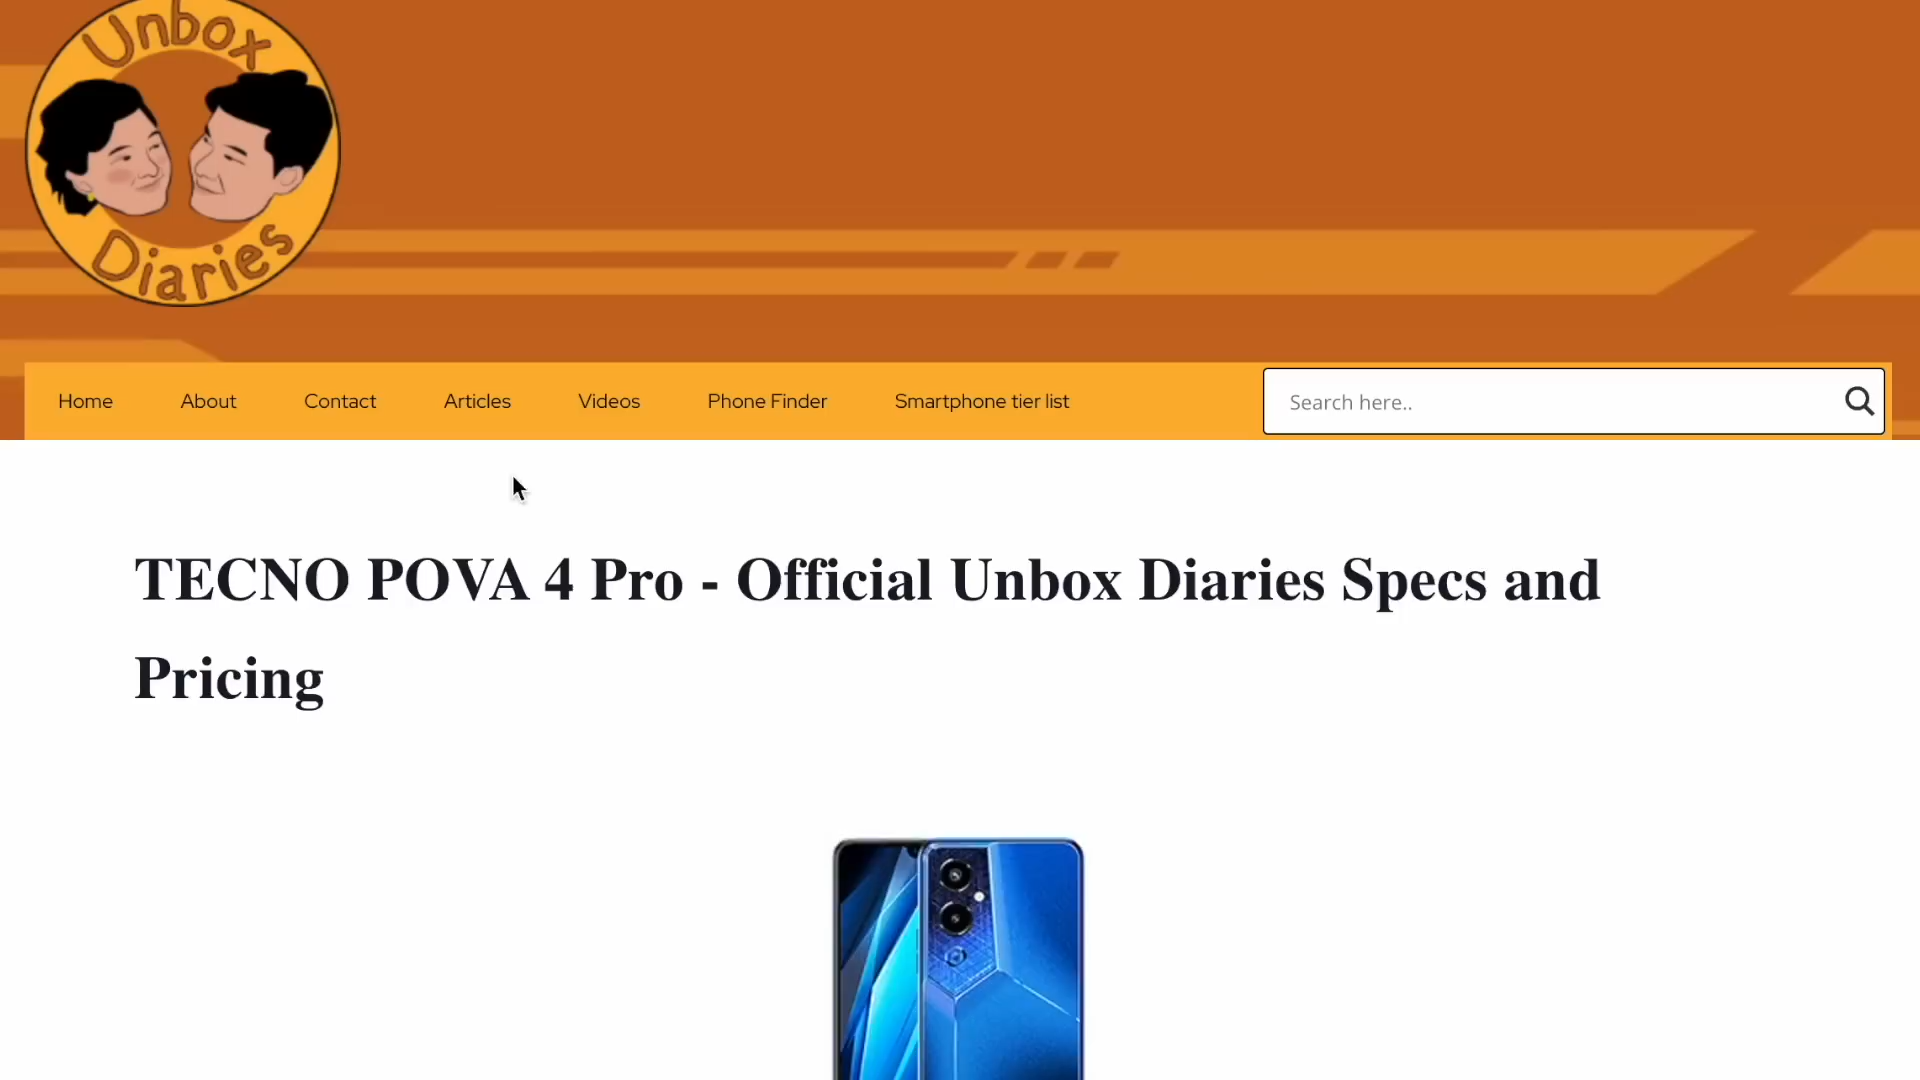 Unbox
Diaries
Home About Contact Articles Videos Phone Finder Smartphone tier list Search here..
TECNO POVA 4 Pro - Official Unbox Diaries Specs and
Pricing